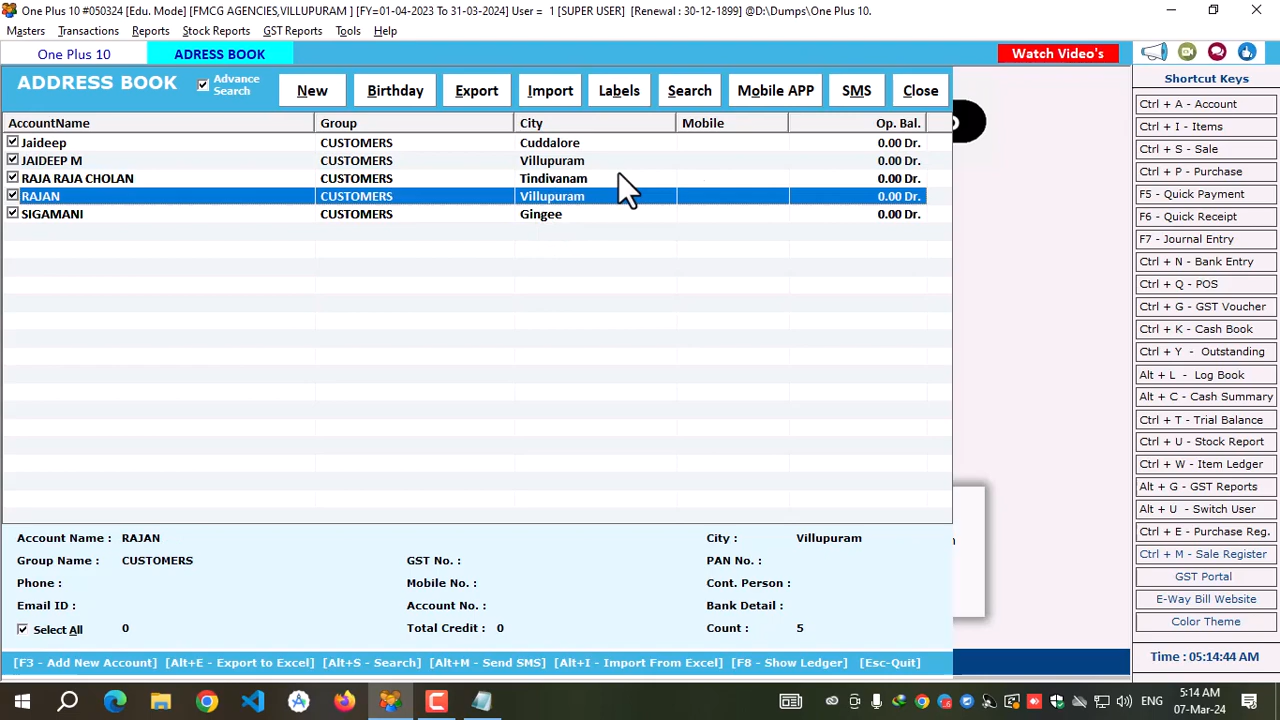 One Plus 10 #050324 [Edu. Mode] [FMCG AGENCIES,VILLUPURAM ] [FY=01-04-2023 To 31-03-2024] User = 1 [SUPER USER] [Renewal : 30-12-1899] @D:\Dumps\One Plus 10.
Masters Transactions Reports Stock Reports GST Reports Tools Help
One Plus 10 ADRESS BOOK Watch Video's
ADDRESS BOOK Advance Search New Birthday Export Import Labels Search Mobile APP SMS Close
AccountName Group City Mobile Op. Bal.
Jaideep CUSTOMERS Cuddalore 0.00 Dr.
JAIDEEP M CUSTOMERS Villupuram 0.00 Dr.
RAJA RAJA CHOLAN CUSTOMERS Tindivanam 0.00 Dr.
RAJAN CUSTOMERS Villupuram 0.00 Dr.
SIGAMANI CUSTOMERS Gingee 0.00 Dr.
Account Name : RAJAN City : Villupuram
Group Name : CUSTOMERS GST No. : PAN No. :
Phone : Mobile No. : Cont. Person :
Email ID : Account No. : Bank Detail :
Select All 0 Total Credit : 0 Count : 5
[F3 - Add New Account] [Alt+E - Export to Excel] [Alt+S - Search] [Alt+M - Send SMS] [Alt+I - Import From Excel] [F8 - Show Ledger] [Esc-Quit]
Shortcut Keys
Ctrl + A - Account
Ctrl + I - Items
Ctrl + S - Sale
Ctrl + P - Purchase
F5 - Quick Payment
F6 - Quick Receipt
F7 - Journal Entry
Ctrl + N - Bank Entry
Ctrl + Q - POS
Ctrl + G - GST Voucher
Ctrl + K - Cash Book
Ctrl + Y - Outstanding
Alt + L - Log Book
Alt + C - Cash Summary
Ctrl + T - Trial Balance
Ctrl + U - Stock Report
Ctrl + W - Item Ledger
Alt + G - GST Reports
Alt + U - Switch User
Ctrl + E - Purchase Reg.
Ctrl + M - Sale Register
GST Portal
E-Way Bill Website
Color Theme
Time : 05:14:44 AM
ENG
5:14 AM
07-Mar-24